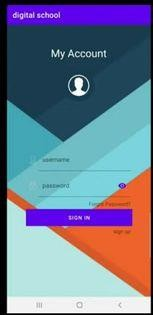 digital school
My Account
username
password
Forgot Password?
SIGN IN
sign up